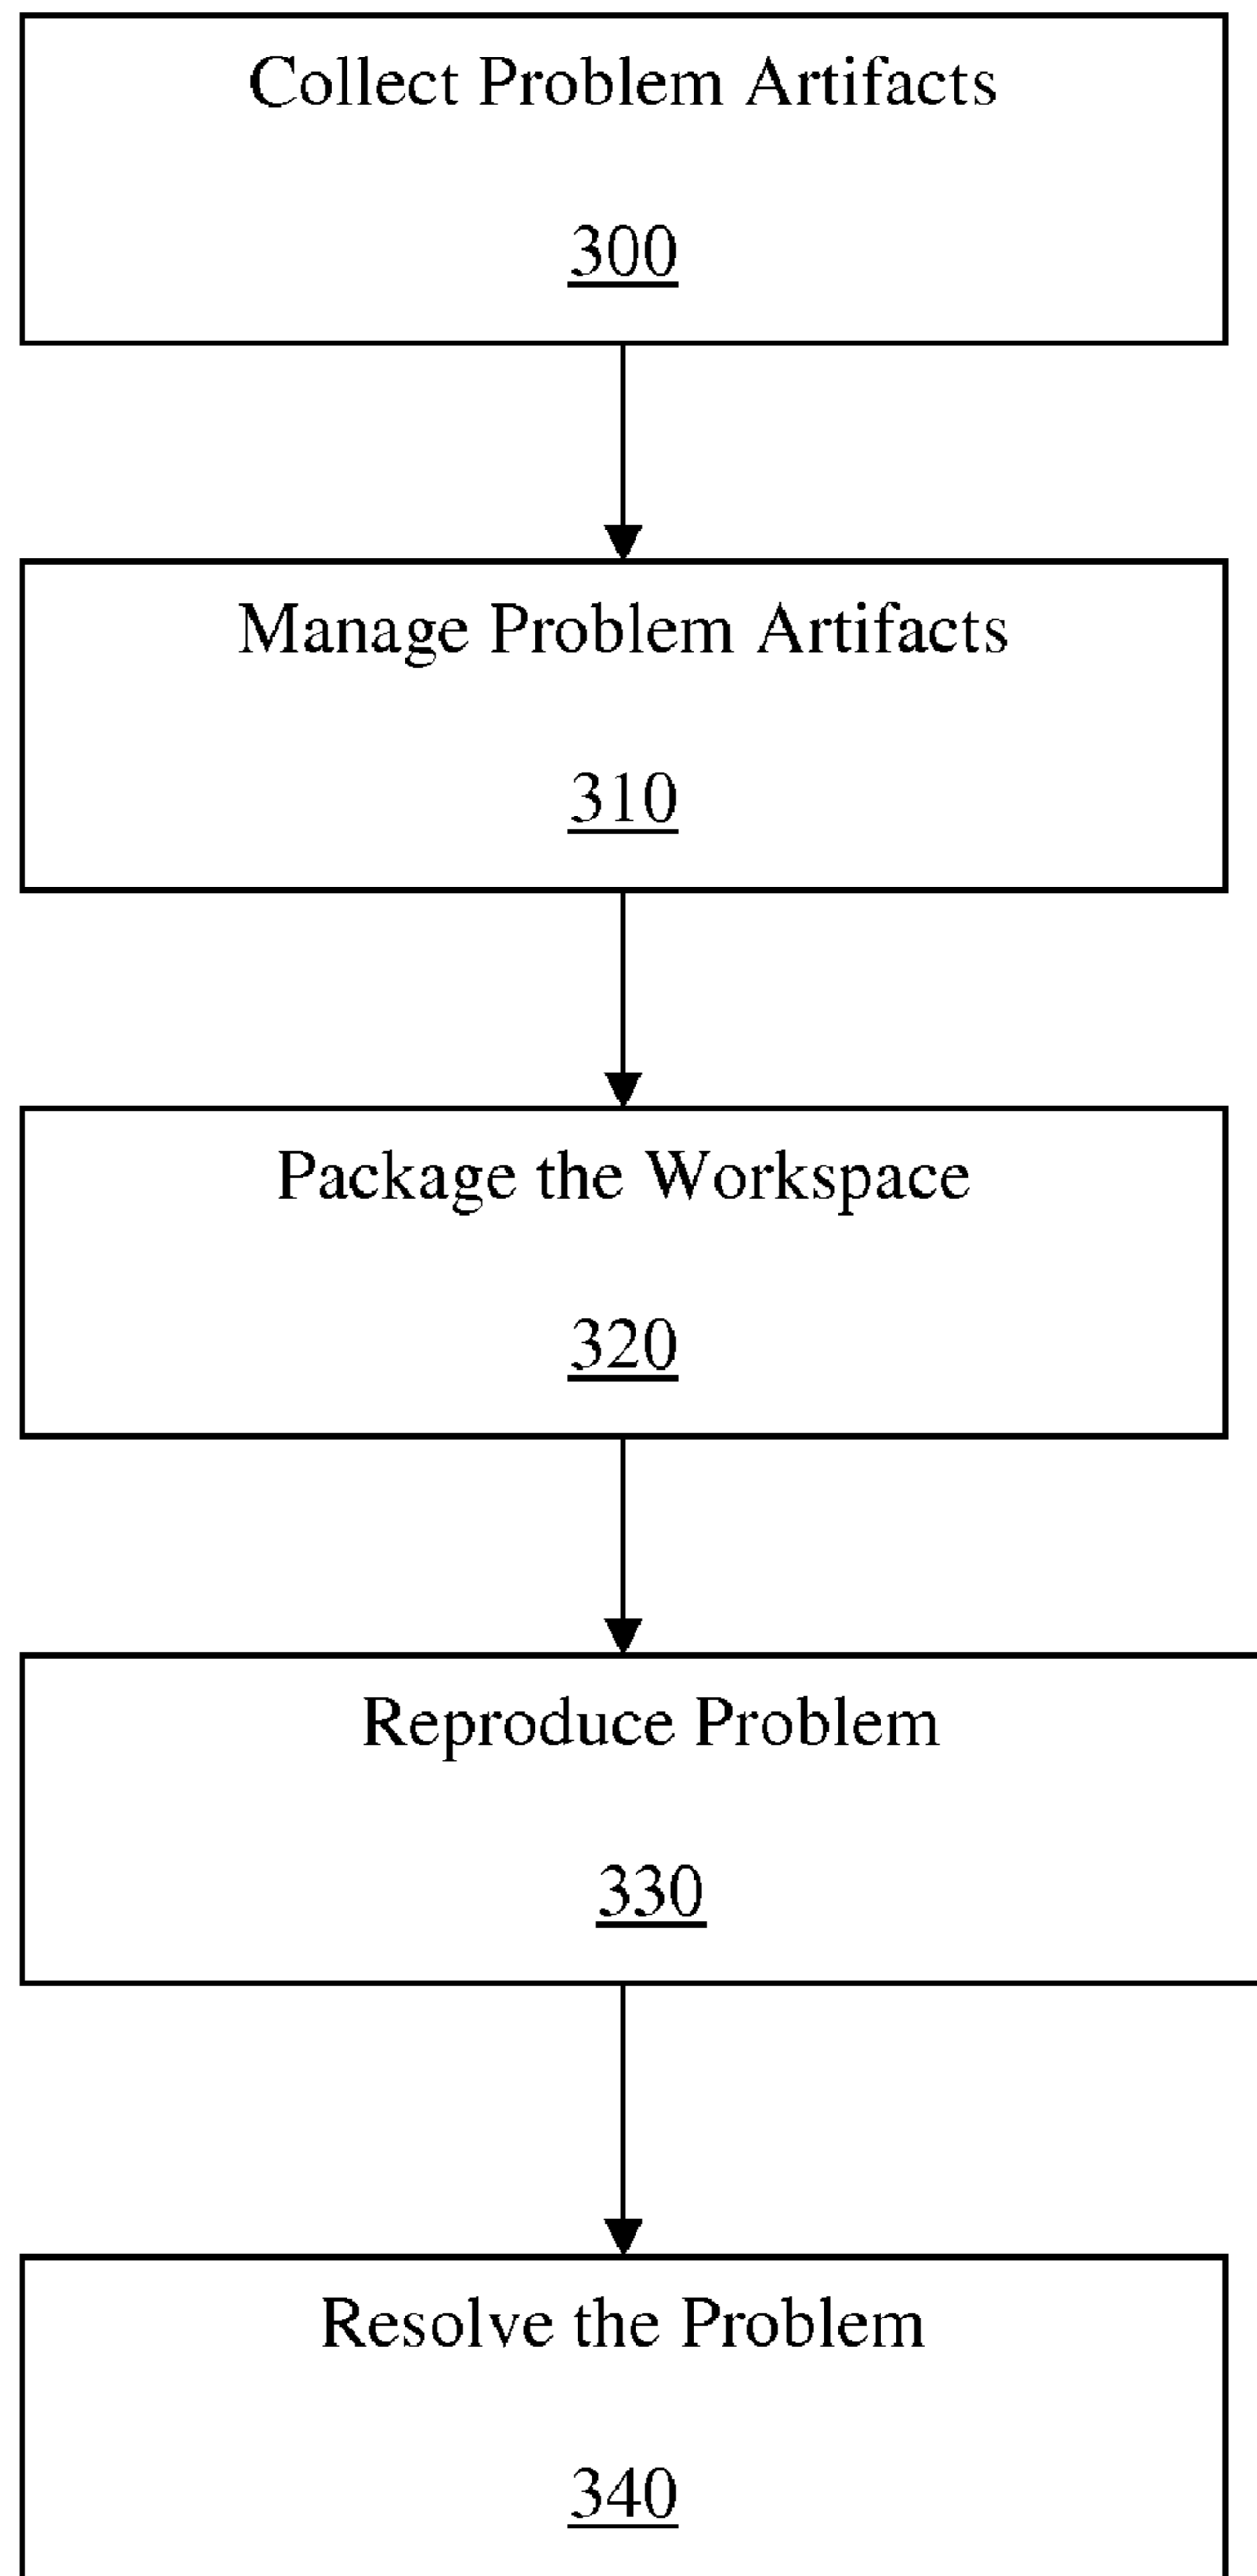 Collect Problem Artifacts
300
Manage Problem Artifacts
310
Package the Workspace
320
Reproduce Problem
330
Resolve the Problem
340